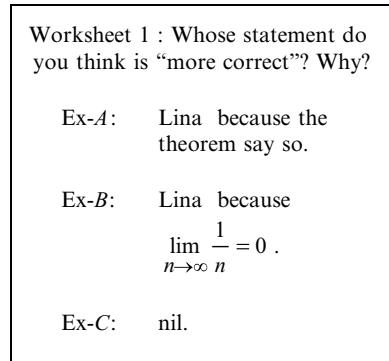 Worksheet 1 : Whose statement do
you think is “more correct”? Why?
Ex-A: Lina because the
theorem say so.
Ex-B: Lina because
lim n→∞ 1/n = 0 .
Ex-C: nil.